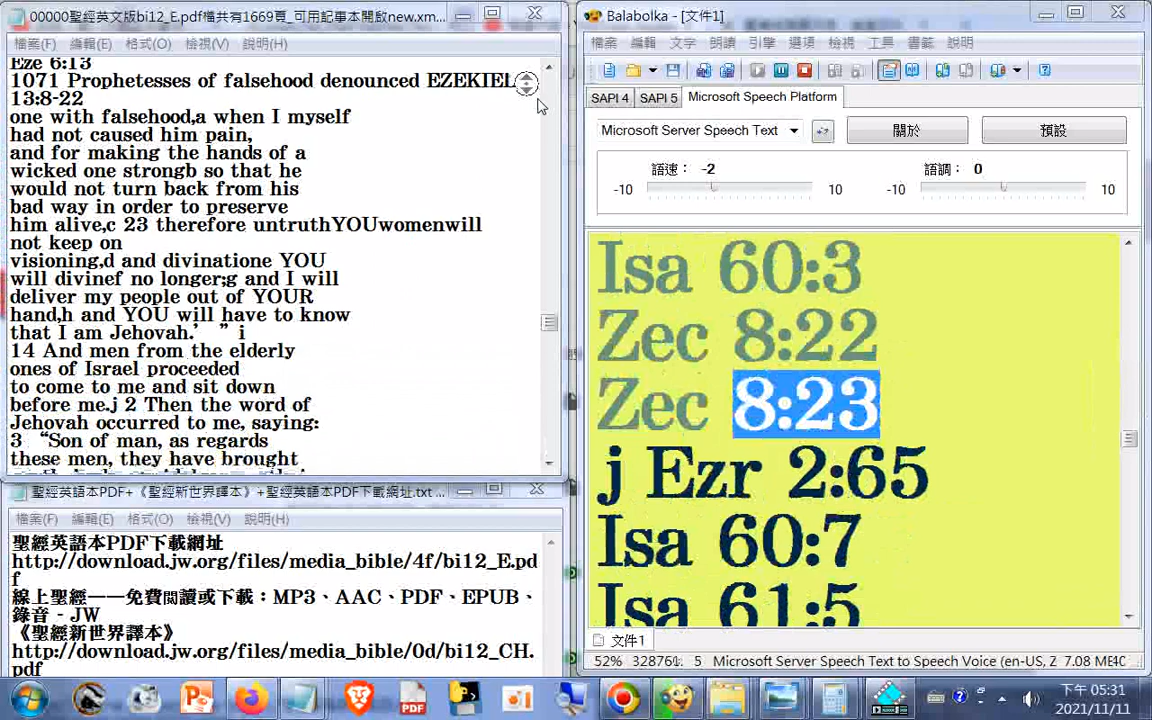 00000聖經英文版bi12_E.pdf檔共有1669頁_可用記事本開啟new.xm...
檔案(F) 編輯(E) 格式(O) 檢視(V) 說明(H)
Eze 6:13
1071 Prophetesses of falsehood denounced EZEKIEL
13:8-22
one with falsehood,a when I myself
had not caused him pain,
and for making the hands of a
wicked one strongb so that he
would not turn back from his
bad way in order to preserve
him alive,c 23 therefore untruthYOUwomenwill
not keep on
visioning,d and divinatione YOU
will divinef no longer;g and I will
deliver my people out of YOUR
hand,h and YOU will have to know
that I am Jehovah.’ ”i
14 And men from the elderly
ones of Israel proceeded
to come to me and sit down
before me.j 2 Then the word of
Jehovah occurred to me, saying:
3 “Son of man, as regards
these men, they have brought
聖經英語本PDF+《聖經新世界譯本》+聖經英語本PDF下載網址.txt ...
檔案(F) 編輯(E) 格式(O) 檢視(V) 說明(H)
聖經英語本PDF下載網址
http://download.jw.org/files/media_bible/4f/bi12_E.pd
f
線上聖經——免費閱讀或下載：MP3、AAC、PDF、EPUB、
錄音 - JW
《聖經新世界譯本》
http://download.jw.org/files/media_bible/0d/bi12_CH.
pdf
Balabolka - [文件1]
檔案 編輯 文字 朗讀 引擎 選項 檢視 工具 書籤 說明
SAPI 4 SAPI 5 Microsoft Speech Platform
Microsoft Server Speech Text 關於 預設
語速： -2 語調： 0
-10 10 -10 10
Isa 60:3
Zec 8:22
Zec 8:23
j Ezr 2:65
Isa 60:7
Isa 61:5
文件1
52% 328761. 5 Microsoft Server Speech Text to Speech Voice (en-US, Z 7.08 ME4C
PDF
下午 05:31
2021/11/11